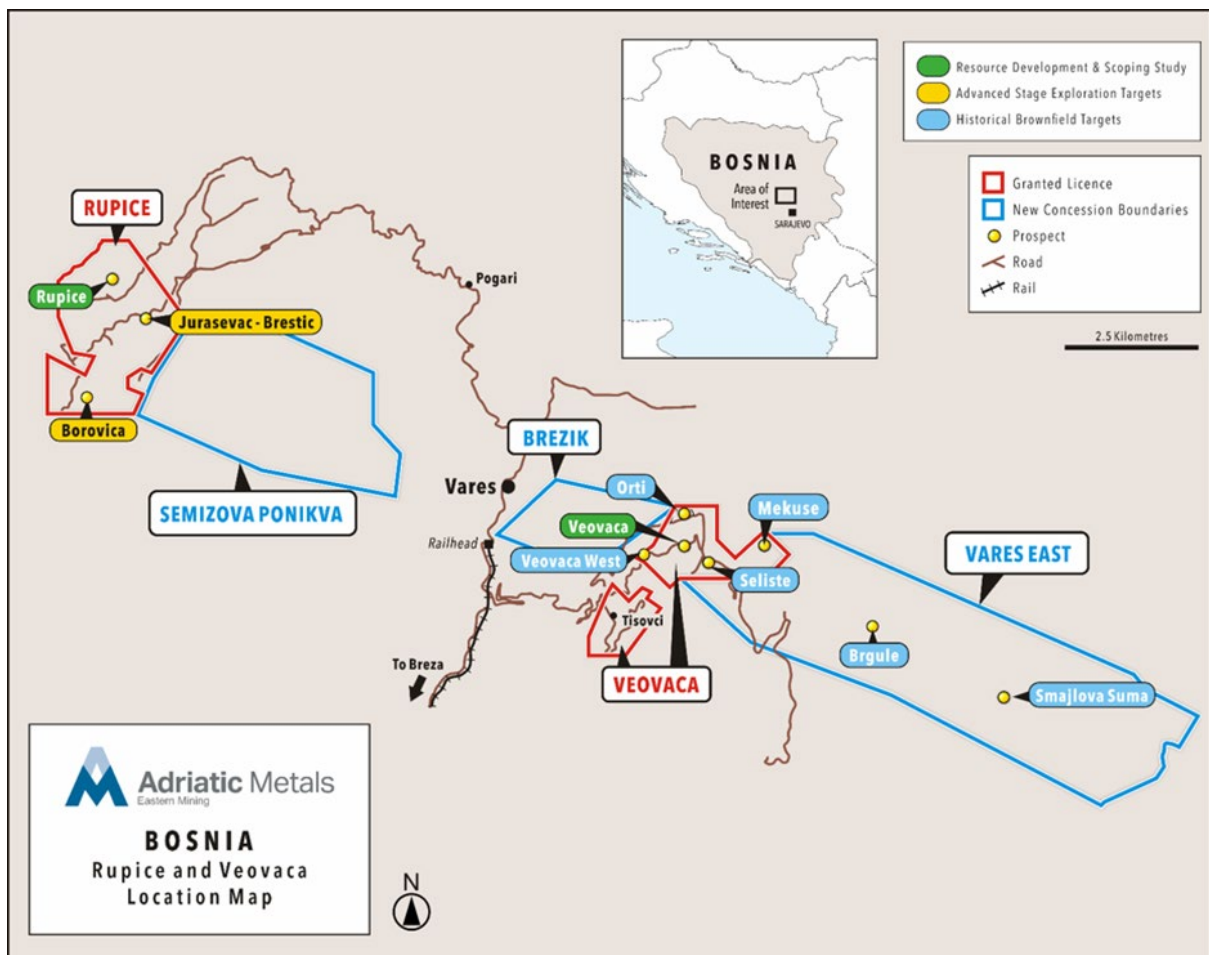 Resource Development & Scoping Study
Advanced Stage Exploration Targets
Historical Brownfield Targets
BOSNIA
Area of
Interest
SARAJEVO
Granted Licence
New Concession Boundaries
Prospect
Road
Rail
2.5 Kilometres
RUPICE
Rupice
Jurasevac - Brestic
Borovica
Pogari
SEMIZOVA PONIKVA
BREZIK
Vares
Orti
Mekuse
Veovaca
Railhead
Veovaca West
Seliste
VARES EAST
Tisovci
Brgule
To Breza
VEOVACA
Smajlova Suma
Adriatic Metals
Eastern Mining
BOSNIA
Rupice and Veovaca
Location Map
N